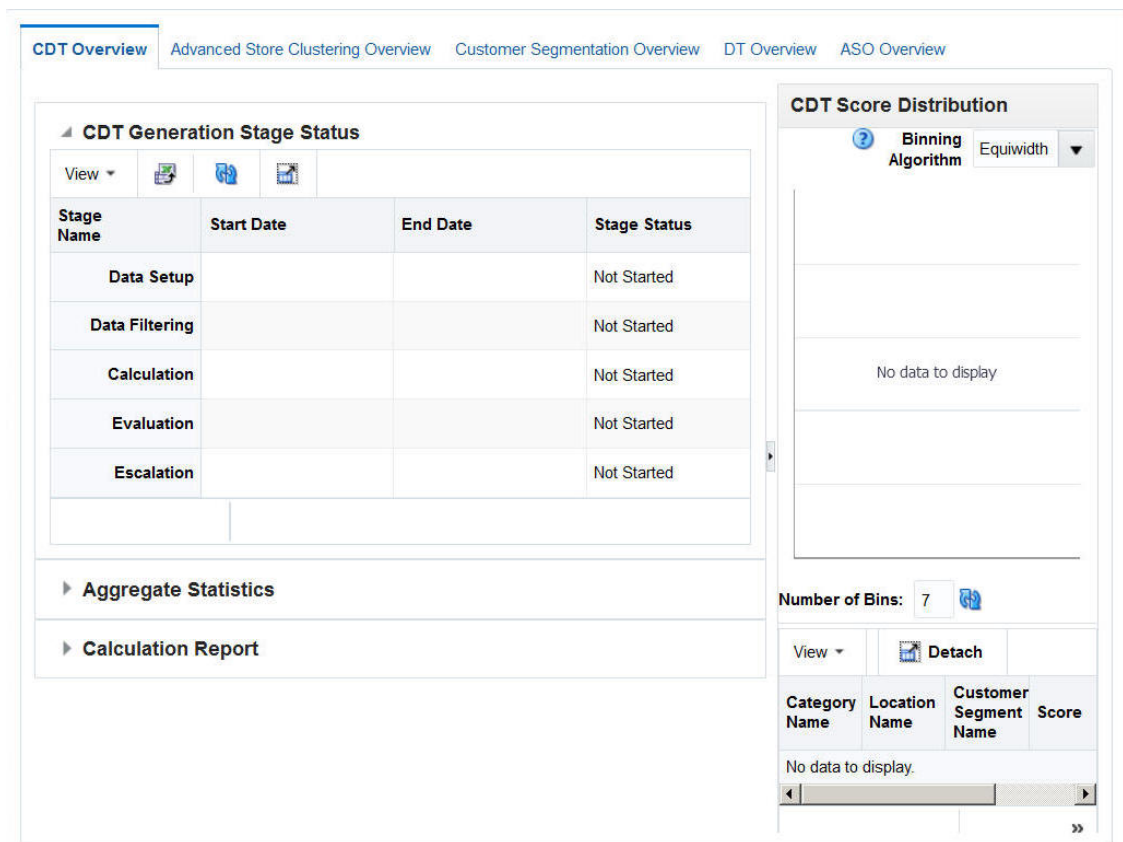 CDT Overview Advanced Store Clustering Overview Customer Segmentation Overview DT Overview ASO Overview
CDT Generation Stage Status
View
Stage Name Start Date End Date Stage Status
Data Setup Not Started
Data Filtering Not Started
Calculation Not Started
Evaluation Not Started
Escalation Not Started
Aggregate Statistics
Calculation Report
CDT Score Distribution
Binning Algorithm Equiwidth
No data to display
Number of Bins: 7
View Detach
Category Name Location Name Customer Segment Name Score
No data to display.